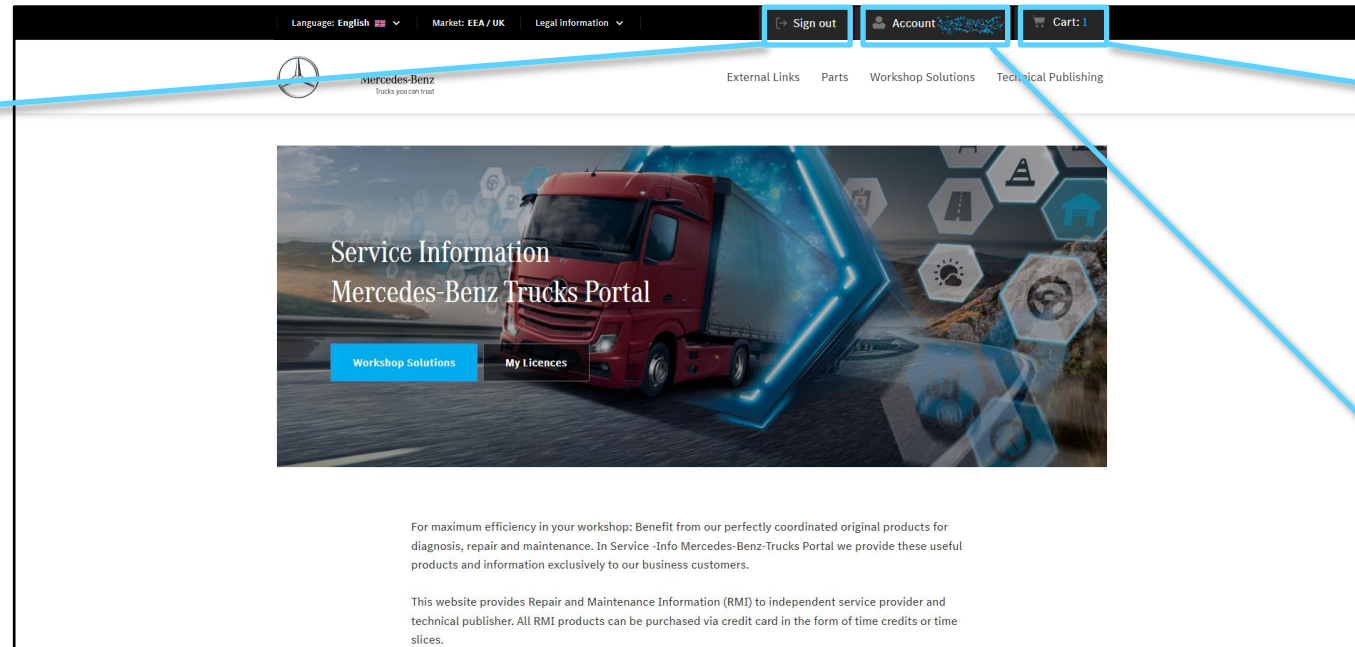 Language: English
Market: EEA / UK
Legal information
Sign out
Account
Cart: 1
Mercedes-Benz
Trucks you can trust
External Links
Parts
Workshop Solutions
Technical Publishing
Service Information
Mercedes-Benz Trucks Portal
Workshop Solutions
My Licences
For maximum efficiency in your workshop: Benefit from our perfectly coordinated original products for
diagnosis, repair and maintenance. In Service -Info Mercedes-Benz-Trucks Portal we provide these useful
products and information exclusively to our business customers.
This website provides Repair and Maintenance Information (RMI) to independent service provider and
technical publisher. All RMI products can be purchased via credit card in the form of time credits or time
slices.